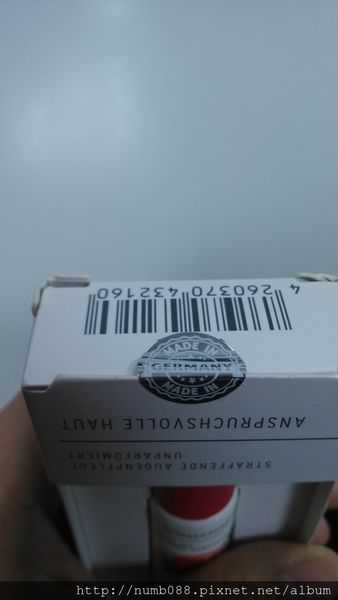 4 260370 432160
MADE IN
GERMANY
MADE IN
ANSPRUCHSVOLLE HAUT
STRAFFENDE AUGENPFLEGE
UNPARFÜMIERT
http://numb088.pixnet.net/album